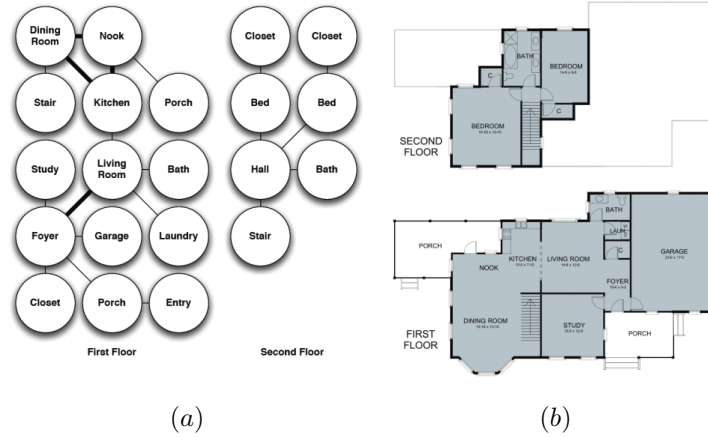 Dining
Room
Nook
Closet
Closet
Stair
Kitchen
Porch
Bed
Bed
Study
Living
Room
Bath
Hall
Bath
Foyer
Garage
Laundry
Stair
Closet
Porch
Entry
First Floor
Second Floor
(a)
BATH
BEDROOM
C
BEDROOM
C
SECOND
FLOOR
BATH
LAUN
PORCH
KITCHEN
LIVING ROOM
C
GARAGE
NOOK
FOYER
DINING ROOM
STUDY
PORCH
FIRST
FLOOR
(b)